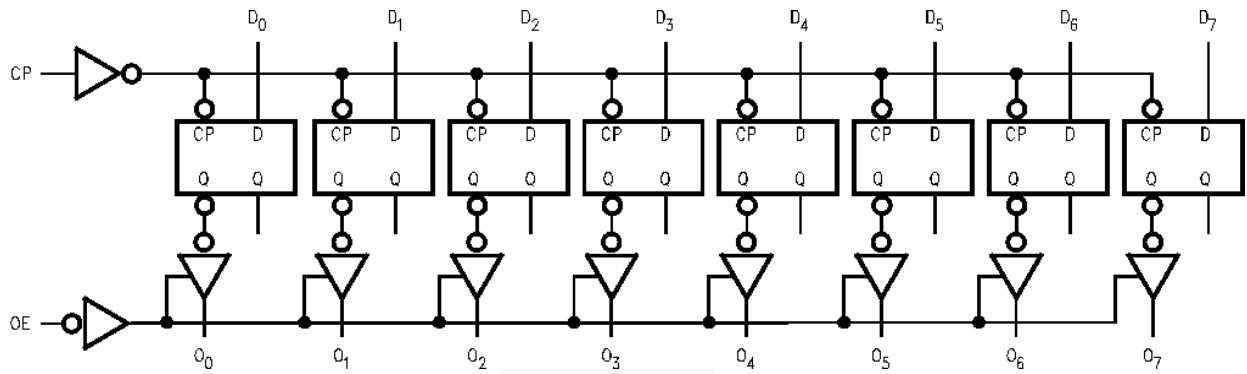 D0 D1 D2 D3 D4 D5 D6 D7
CP
CP D CP D CP D CP D CP D CP D CP D CP D
Q Q Q Q Q Q Q Q Q Q Q Q Q Q Q Q
OE
O0 O1 O2 O3 O4 O5 O6 O7